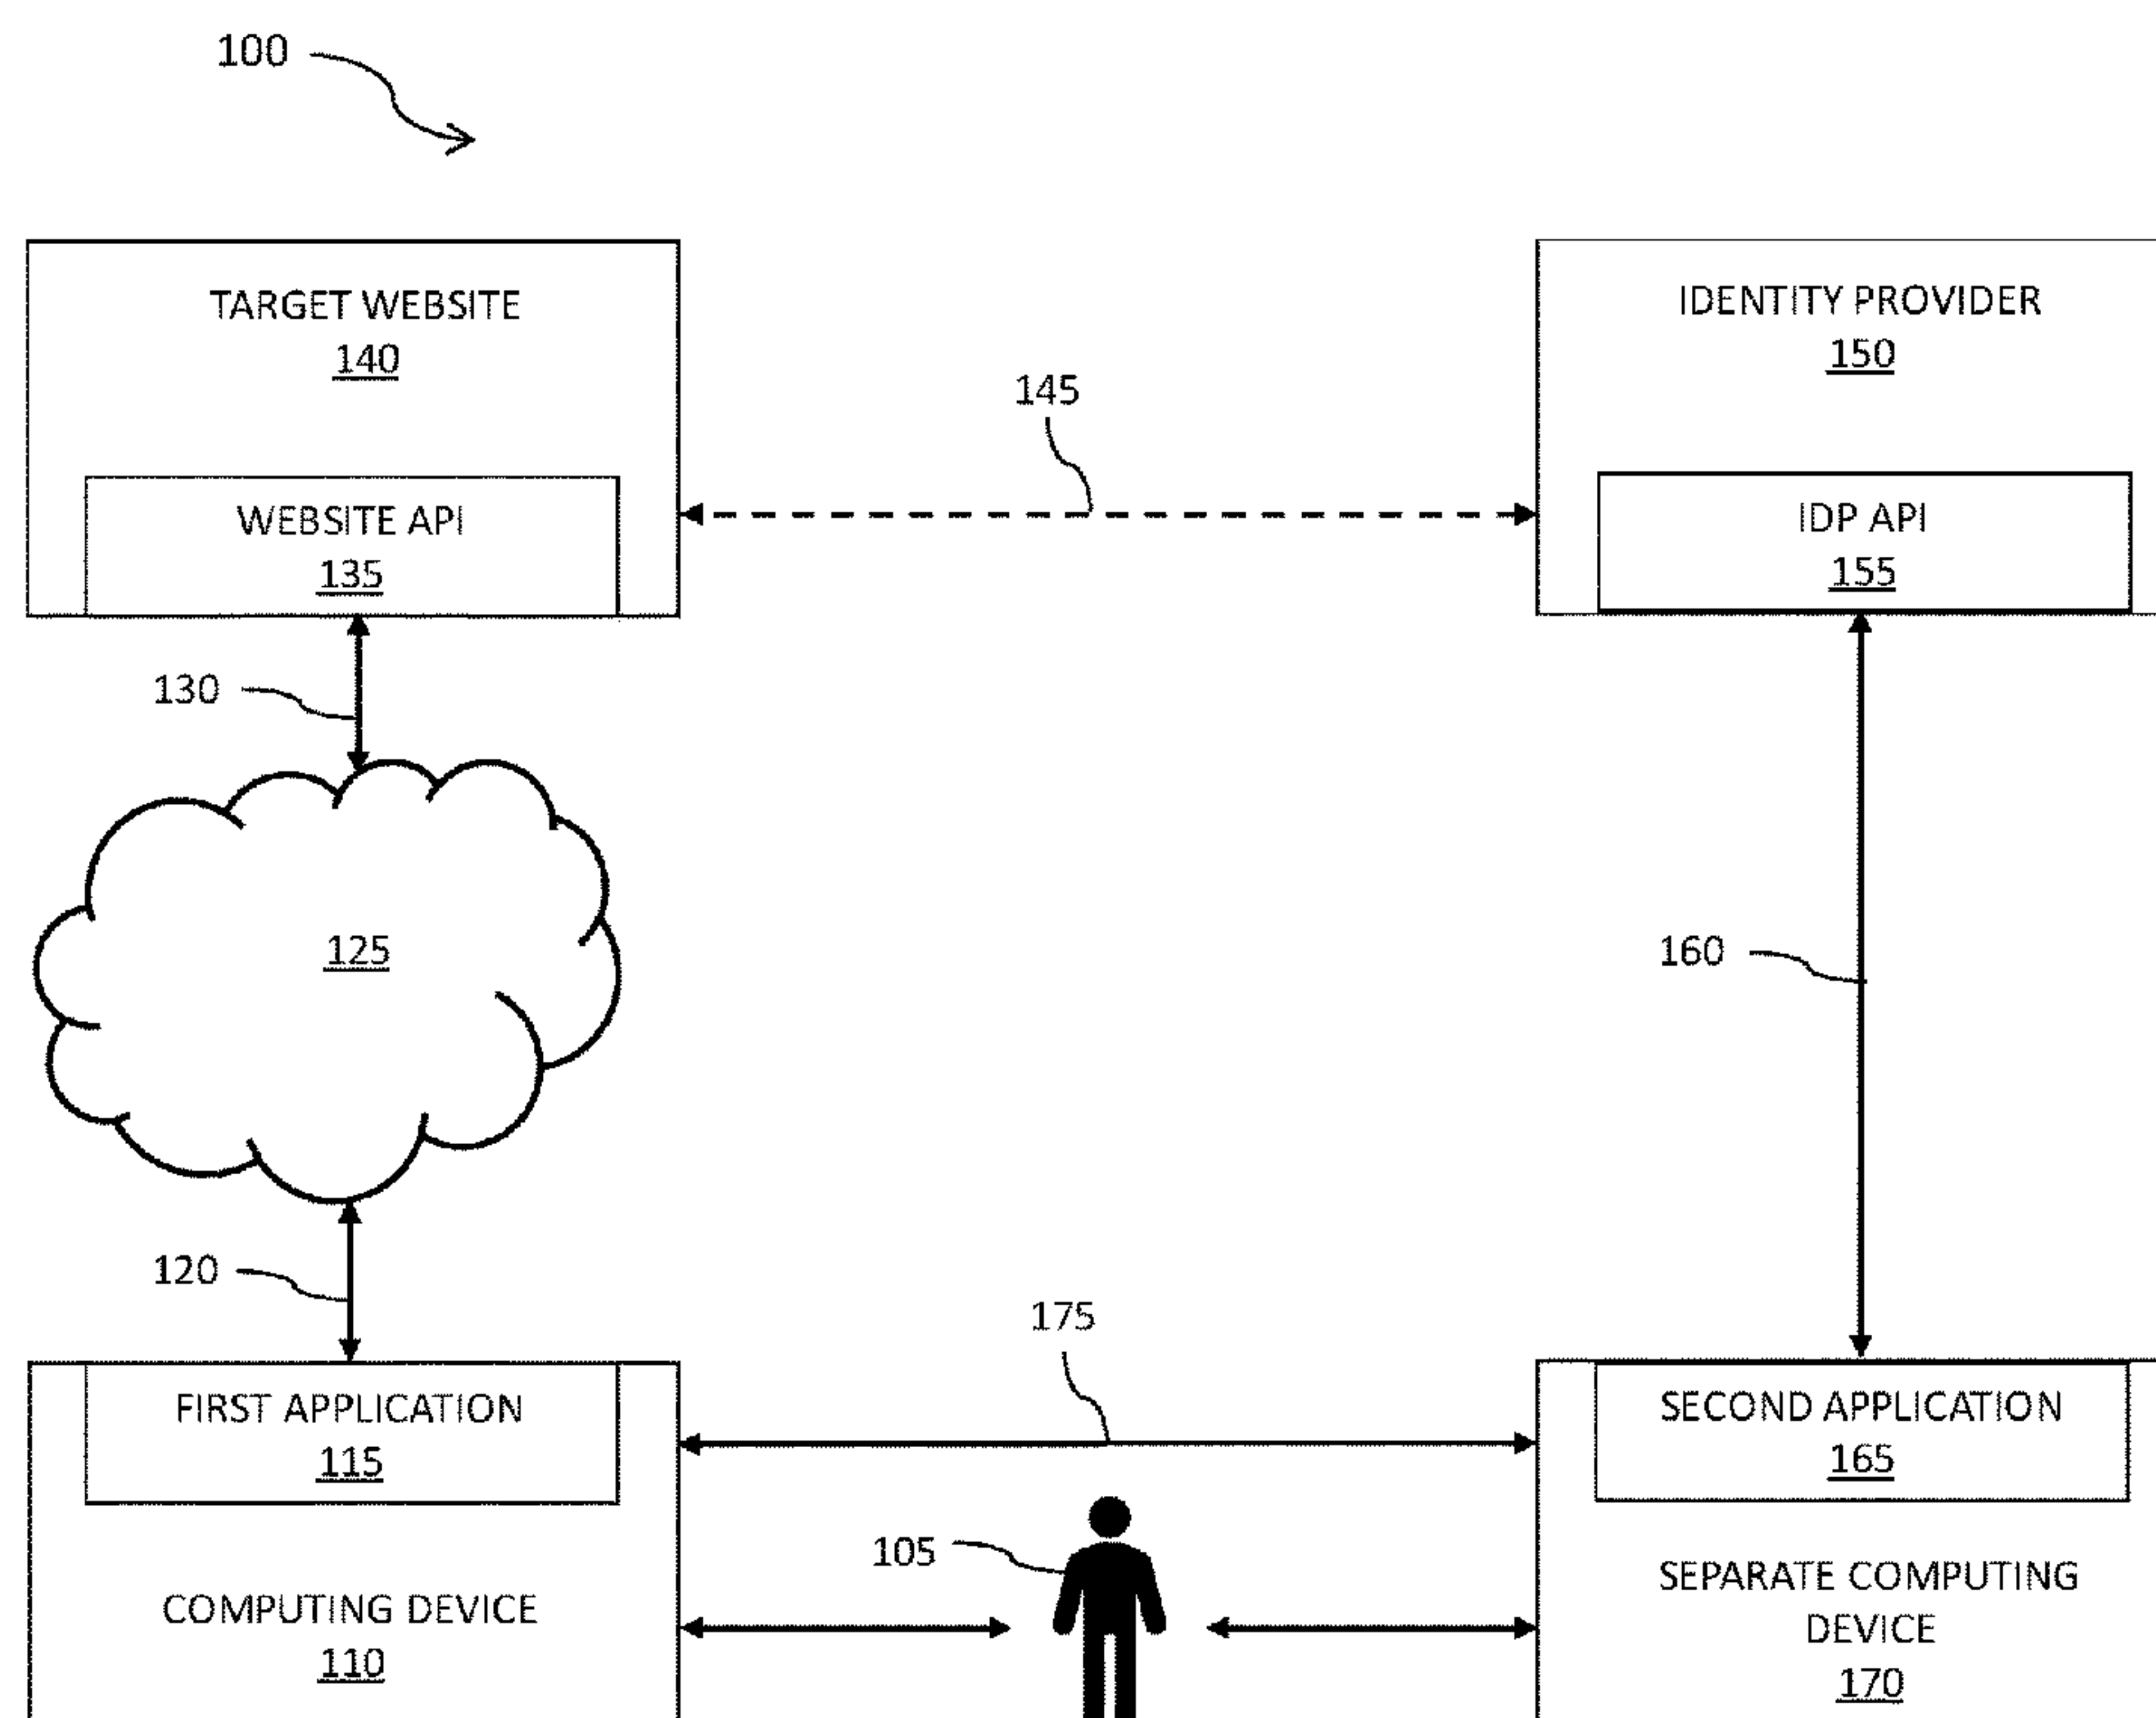 100
TARGET WEBSITE
140
IDENTITY PROVIDER
150
145
WEBSITE API
135
IDP API
155
130
125
160
120
175
FIRST APPLICATION
115
SECOND APPLICATION
165
105
COMPUTING DEVICE
110
SEPARATE COMPUTING
DEVICE
170